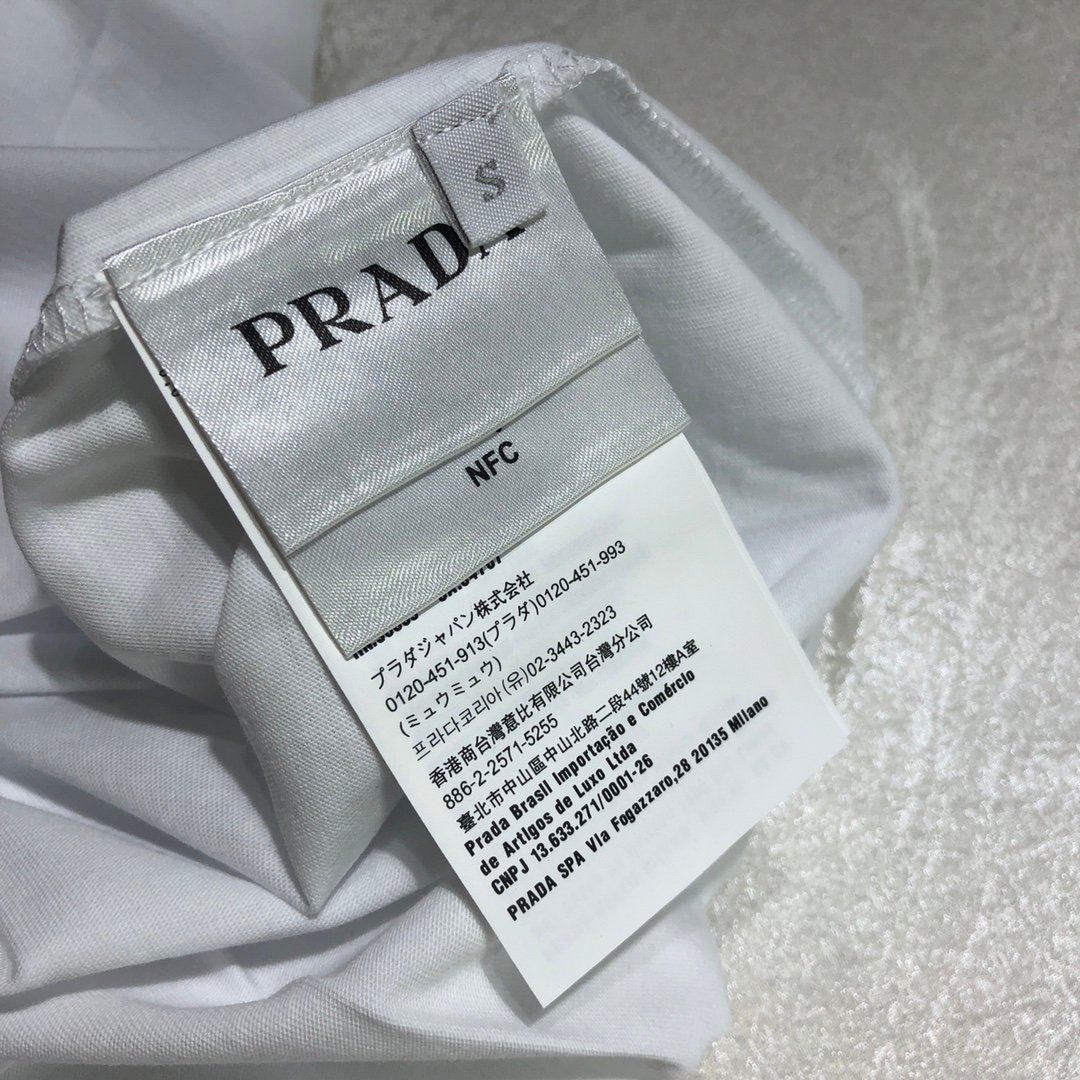 S
PRADA
NFC
プラダジャパン株式会社
0120-451-913(プラダ)0120-451-993
(ミュウミュウ)
프라다코리아(유)02-3443-2323
香港商台灣意比有限公司台灣分公司
886-2-2571-5255
臺北市中山區中山北路二段44號12樓A室
Prada Brasil Importação e Comércio
de Artigos de Luxo Ltda
CNPJ 13.633.271/0001-26
PRADA SPA Via Fogazzaro,28 20135 Milano